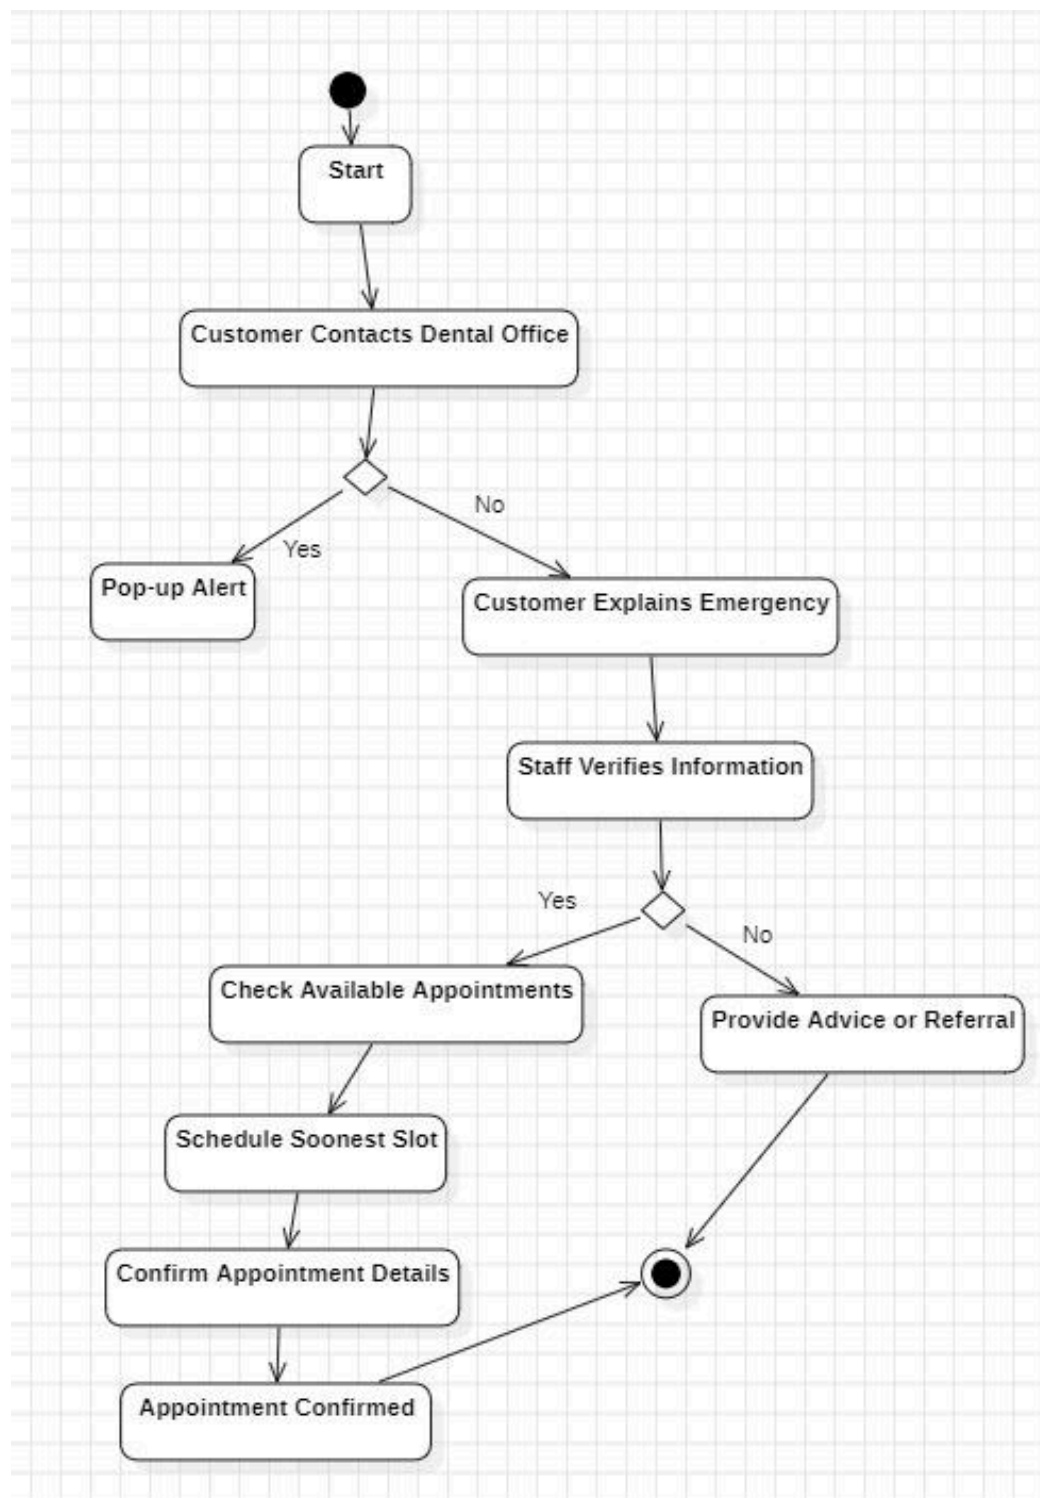 Start
Customer Contacts Dental Office
No
Yes
Pop-up Alert
Customer Explains Emergency
Staff Verifies Information
Yes
No
Check Available Appointments
Provide Advice or Referral
Schedule Soonest Slot
Confirm Appointment Details
Appointment Confirmed